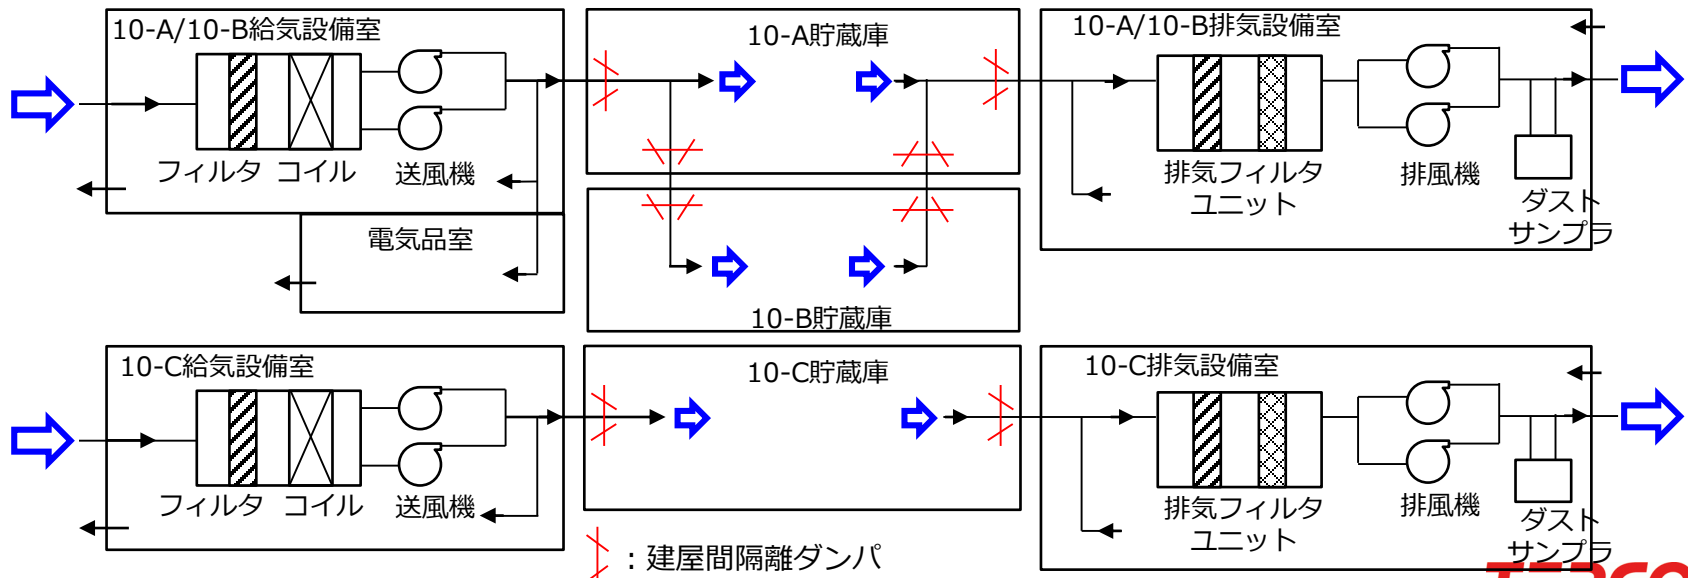 10-A/10-B給気設備室
フィルタ
コイル
送風機
電気品室
10-A貯蔵庫
10-B貯蔵庫
10-A/10-B排気設備室
排気フィルタ
ユニット
排風機
ダスト
サンプラ
10-C給気設備室
フィルタ
コイル
送風機
10-C貯蔵庫
10-C排気設備室
排気フィルタ
ユニット
排風機
ダスト
サンプラ
：建屋間隔離ダンパ